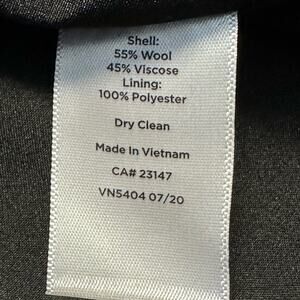 Shell:
55% Wool
45% Viscose
Lining:
100% Polyester
Dry Clean
Made in Vietnam
CA# 23147
VN5404 07/20